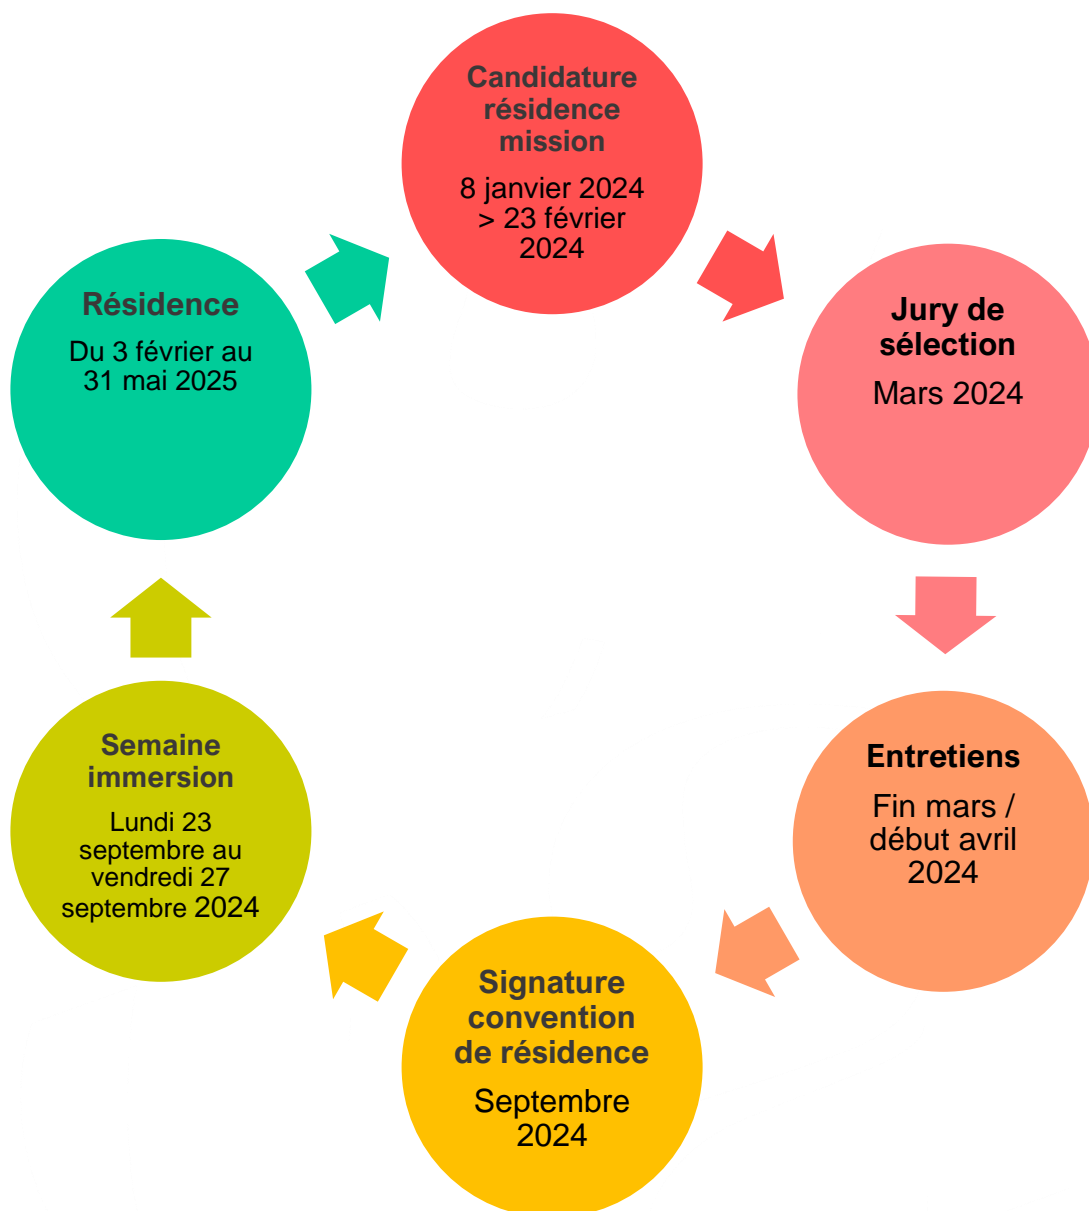 Candidature
résidence
mission
8 janvier 2024
> 23 février
2024
Jury de
sélection
Mars 2024
Entretiens
Fin mars /
début avril
2024
Signature
convention
de résidence
Septembre
2024
Semaine
immersion
Lundi 23
septembre au
vendredi 27
septembre 2024
Résidence
Du 3 février au
31 mai 2025